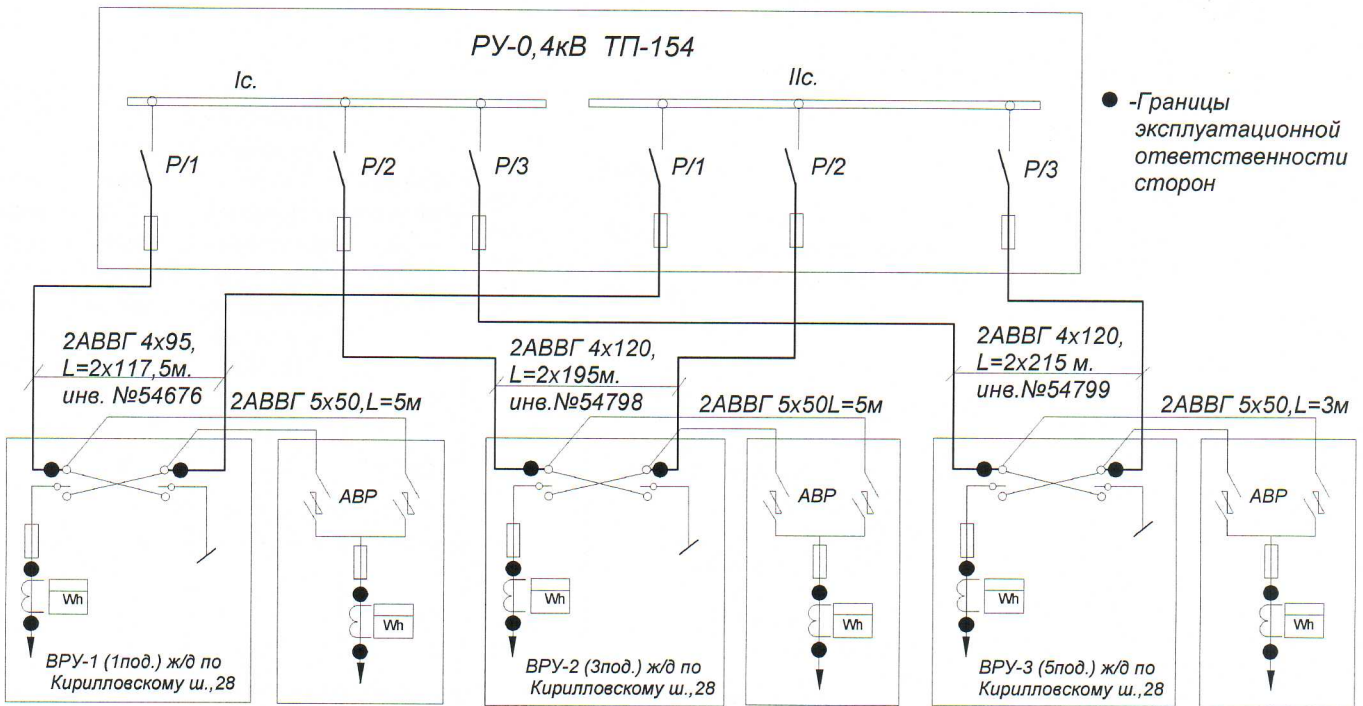 РУ-0,4кВ ТП-154
Iс.
IIс.
Р/1
Р/2
Р/3
Р/1
Р/2
Р/3
-Границы
эксплуатационной
ответственности
сторон
2АВВГ 4х95,
L=2х117,5м.
инв. №54676
2АВВГ 4х120,
L=2х195м.
инв.№54798
2АВВГ 4х120,
L=2х215 м.
инв. №54799
2АВВГ 5х50,L=5м
2АВВГ 5х50L=5м
2АВВГ 5х50,L=3м
АВР
АВР
АВР
Wh
Wh
Wh
Wh
Wh
Wh
ВРУ-1 (1под.) ж/д по
Кирилловскому ш.,28
ВРУ-2 (3под.) ж/д по
Кирилловскому ш.,28
ВРУ-3 (5под.) ж/д по
Кирилловскому ш.,28